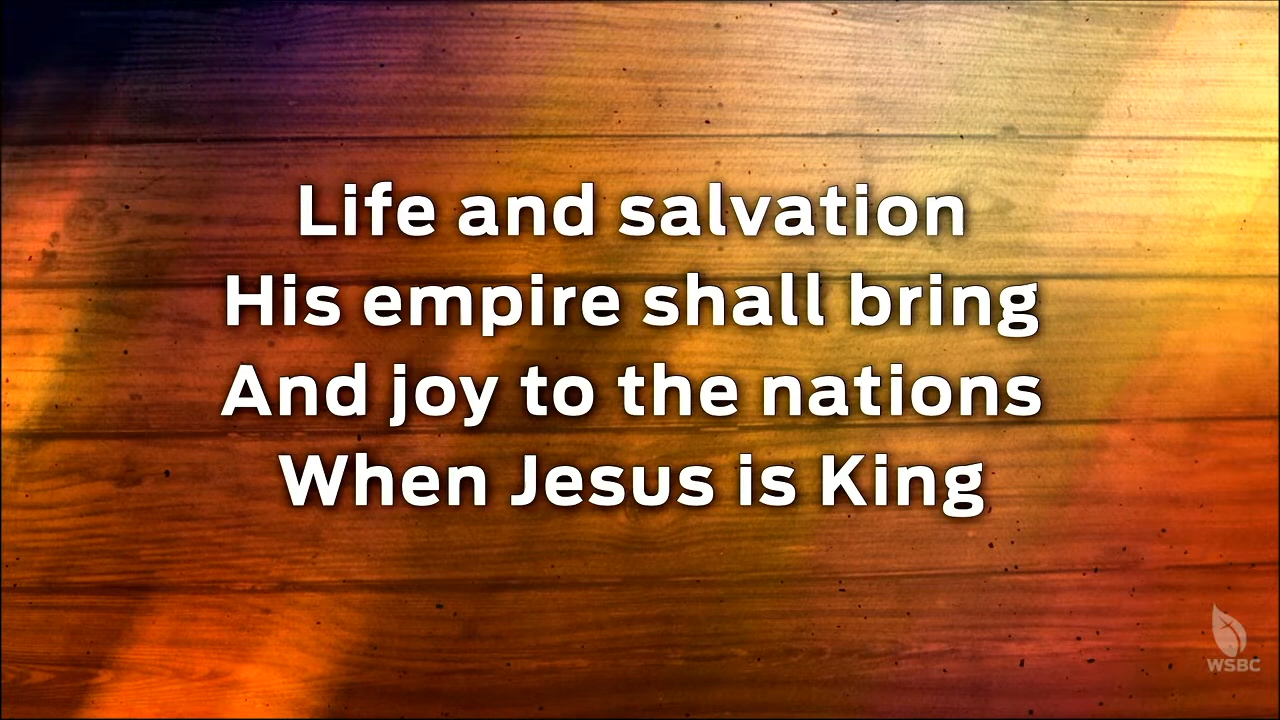 Life and salvation
His empire shall bring
And joy to the nations
When Jesus is King
WSBC